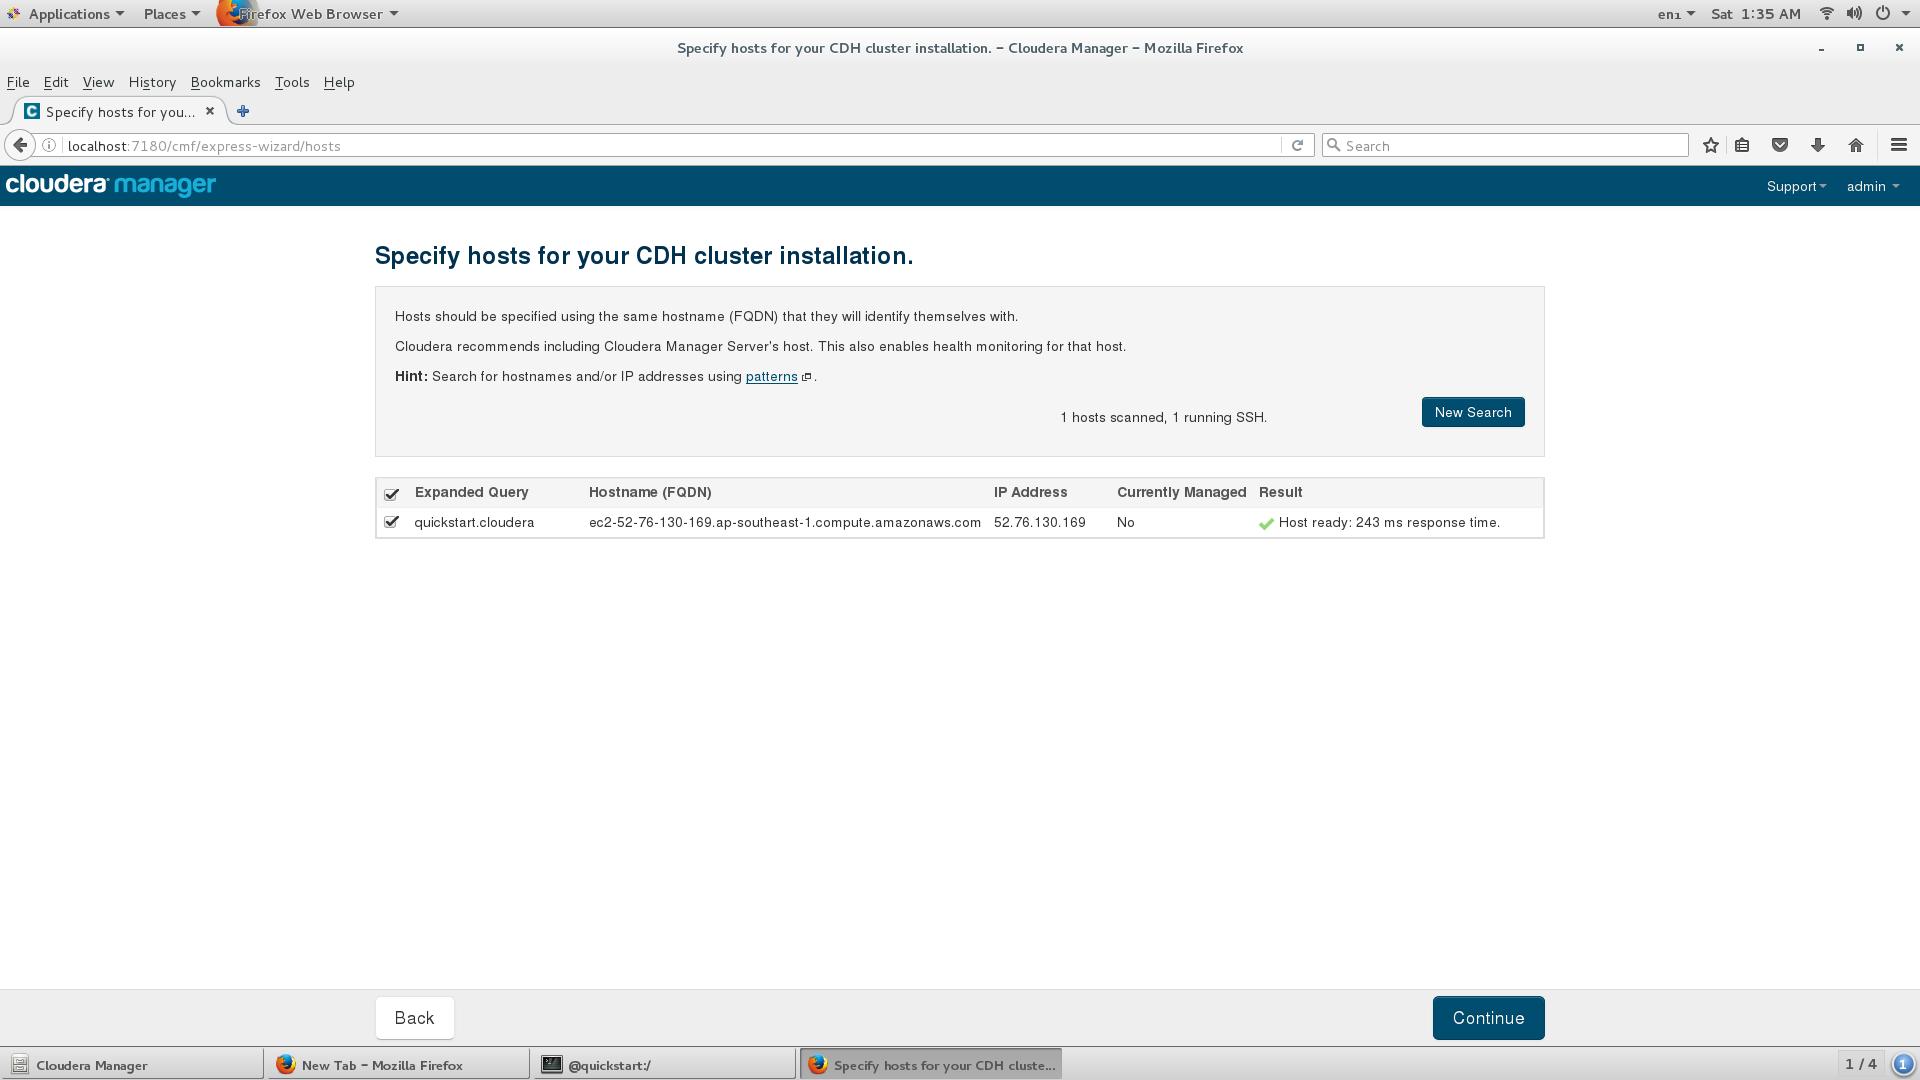 Applications Places Firefox Web Browser en1 Sat 1:35 AM
Specify hosts for your CDH cluster installation. – Cloudera Manager – Mozilla Firefox
File Edit View History Bookmarks Tools Help
Specify hosts for you...
localhost:7180/cmf/express-wizard/hosts Search
cloudera manager Support admin
Specify hosts for your CDH cluster installation.
Hosts should be specified using the same hostname (FQDN) that they will identify themselves with.
Cloudera recommends including Cloudera Manager Server's host. This also enables health monitoring for that host.
Hint: Search for hostnames and/or IP addresses using patterns .
1 hosts scanned, 1 running SSH. New Search
Expanded Query Hostname (FQDN) IP Address Currently Managed Result
quickstart.cloudera ec2-52-76-130-169.ap-southeast-1.compute.amazonaws.com 52.76.130.169 No Host ready: 243 ms response time.
Back Continue
Cloudera Manager New Tab – Mozilla Firefox @quickstart:/ Specify hosts for your CDH cluste... 1 / 4 1